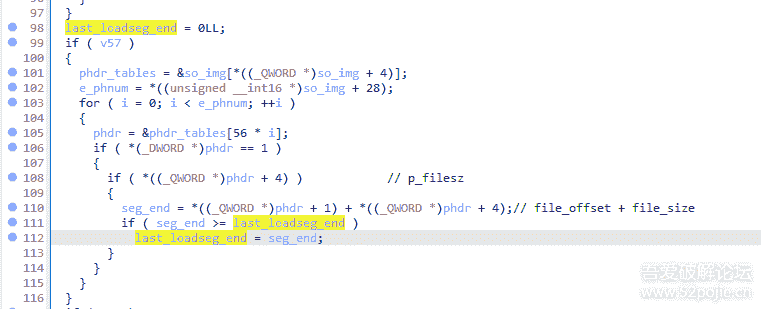 97 }
98 last_loadseg_end = 0LL;
99 if ( v57 )
100 {
101 phdr_tables = &so_img[*((_QWORD *)so_img + 4)];
102 e_phnum = *((unsigned __int16 *)so_img + 28);
103 for ( i = 0; i < e_phnum; ++i )
104 {
105 phdr = &phdr_tables[56 * i];
106 if ( *(_DWORD *)phdr == 1 )
107 {
108 if ( *((_QWORD *)phdr + 4) ) // p_filesz
109 {
110 seg_end = *((_QWORD *)phdr + 1) + *((_QWORD *)phdr + 4);// file_offset + file_size
111 if ( seg_end >= last_loadseg_end )
112 last_loadseg_end = seg_end;
113 }
114 }
115 }
116 }
吾爱破解论坛
www.52pojie.cn